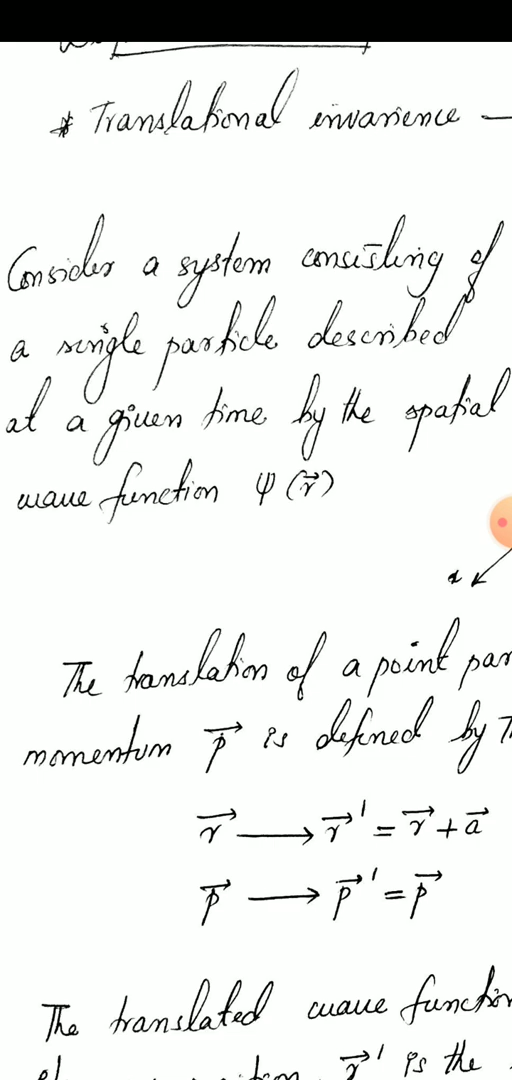 * Translational invarience —
Consider a system consisting of
a single particle described
at a given time by the spatial
wave function ψ(r⃗)
x
The translation of a point par
momentum p⃗ is defined by T
r⃗ ⟶ r⃗' = r⃗ + a⃗
p⃗ ⟶ p⃗' = p⃗
The translated wave function
r⃗' is the